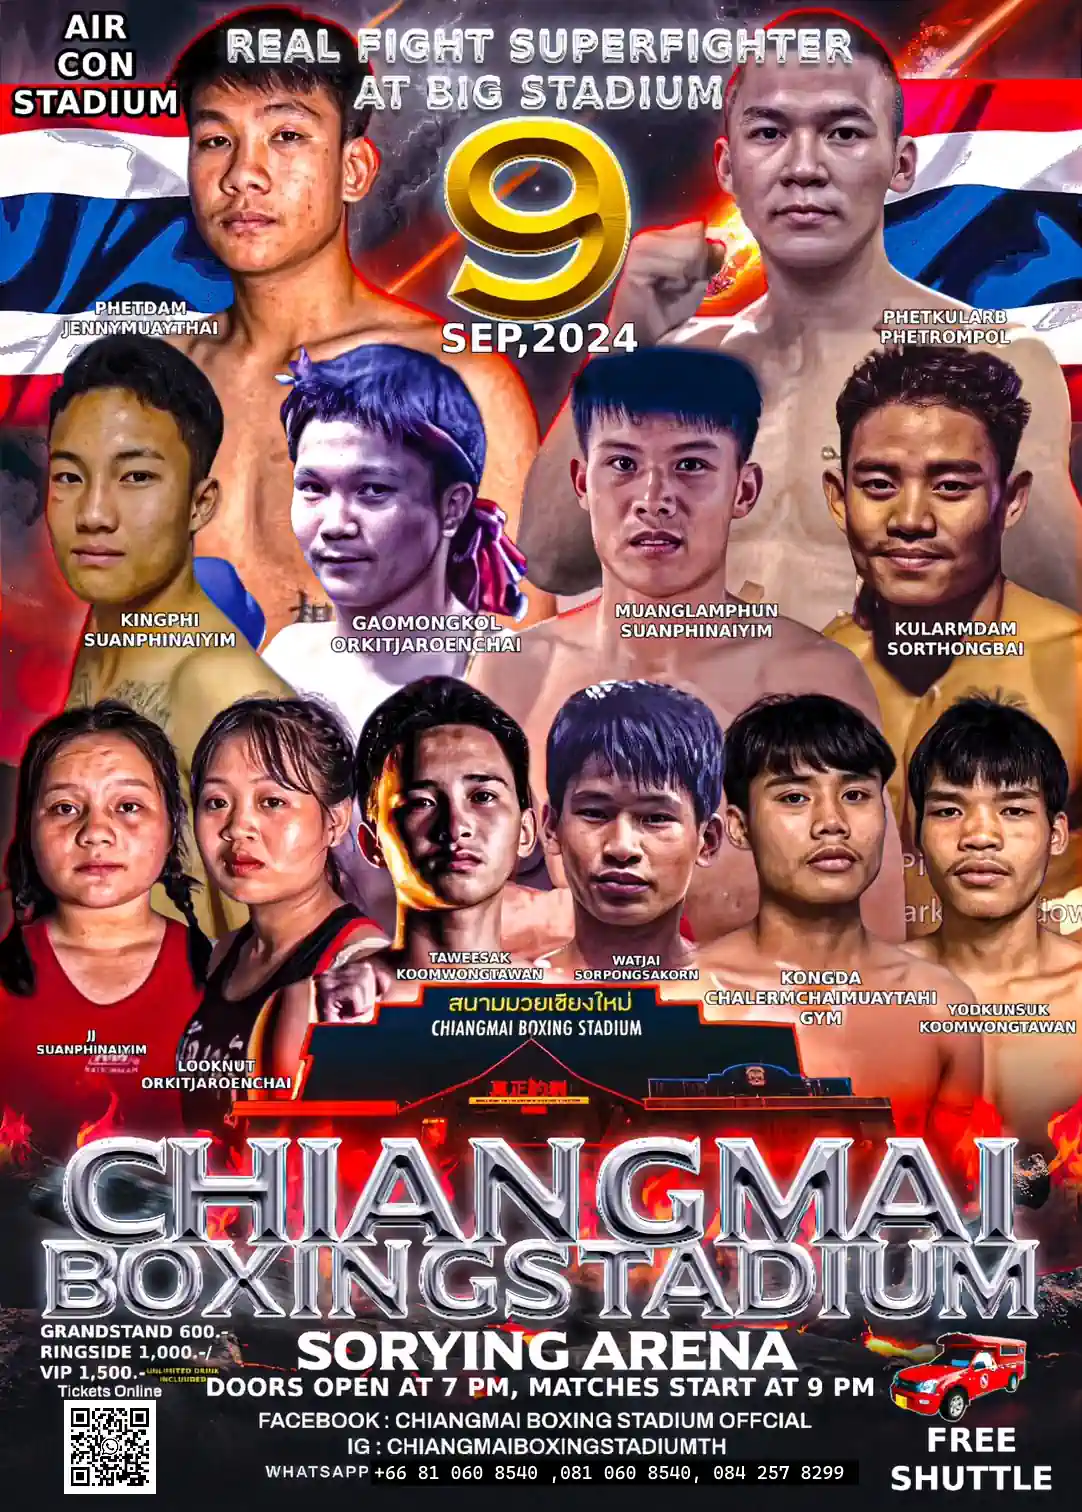 AIR
CON
STADIUM
REAL FIGHT SUPERFIGHTER
AT BIG STADIUM
9
SEP,2024
PHETDAM
JENNYMUAYTHAI
PHETKULARB
PHETROMPOL
KINGPHI
SUANPHINAIYIM
GAOMONGKOL
ORKITJAROENCHAI
MUANGLAMPHUN
SUANPHINAIYIM
KULARMDAM
SORTHONGBAI
JJ
SUANPHINAIYIM
LOOKNUT
ORKITJAROENCHAI
TAWEESAK
KOOMWONGTAWAN
WATJAI
SORPONGSAKORN
KONGDA
CHALERMCHAIMUAYTAHI
GYM
YODKUNSUK
KOOMWONGTAWAN
สนามมวยเชียงใหม่
CHIANGMAI BOXING STADIUM
CHIANGMAI
BOXINGSTADIUM
GRANDSTAND 600.-
RINGSIDE 1,000.-/
VIP 1,500.-UNLIMITED DRINK
INCLUUDED
Tickets Online
SORYING ARENA
DOORS OPEN AT 7 PM, MATCHES START AT 9 PM
FACEBOOK : CHIANGMAI BOXING STADIUM OFFCIAL
IG : CHIANGMAIBOXINGSTADIUMTH
WHATSAPP +66 81 060 8540 ,081 060 8540, 084 257 8299
FREE
SHUTTLE